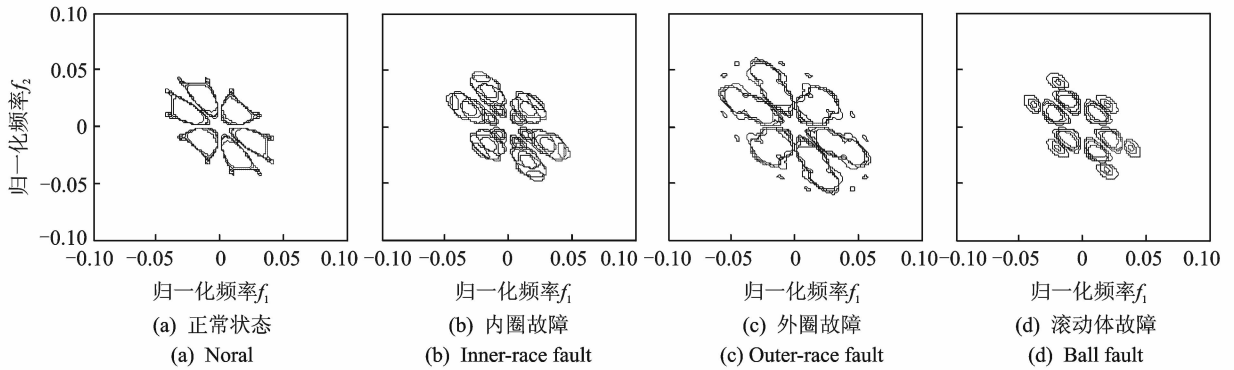 0.10
0.05
0
−0.05
−0.10
归一化频率f2
−0.10 −0.05 0 0.05 0.10
−0.10 −0.05 0 0.05 0.10
−0.10 −0.05 0 0.05 0.10
−0.10 −0.05 0 0.05 0.10
归一化频率f1
归一化频率f1
归一化频率f1
归一化频率f1
(a) 正常状态
(b) 内圈故障
(c) 外圈故障
(d) 滚动体故障
(a) Noral
(b) Inner-race fault
(c) Outer-race fault
(d) Ball fault